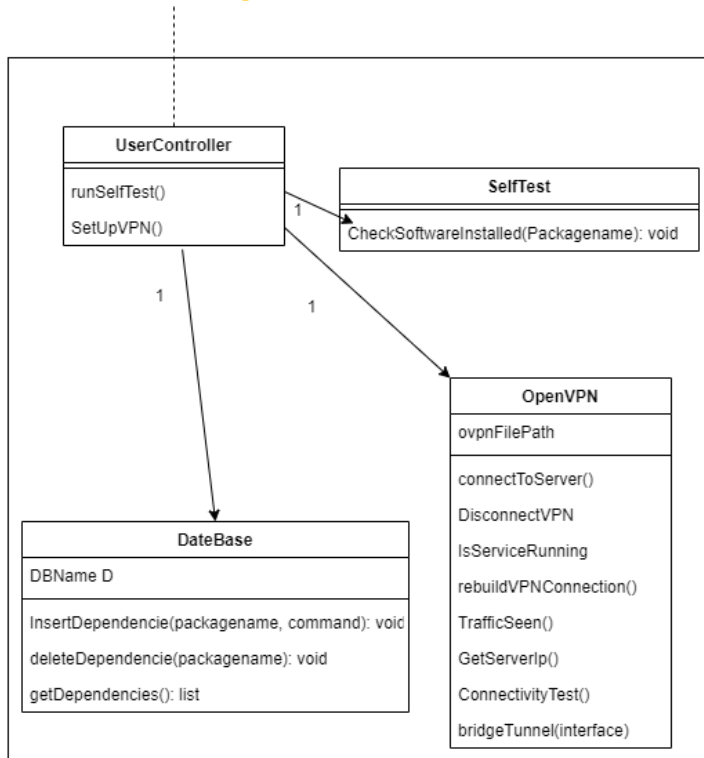 UserController
runSelfTest()
SetUpVPN()
SelfTest
CheckSoftwareInstalled(Packagename): void
1
1
1
OpenVPN
ovpnFilePath
connectToServer()
DisconnectVPN
IsServiceRunning
rebuildVPNConnection()
TrafficSeen()
GetServerIp()
ConnectivityTest()
bridgeTunnel(interface)
DateBase
DBName D
InsertDependencie(packagename, command): void
deleteDependencie(packagename): void
getDependencies(): list